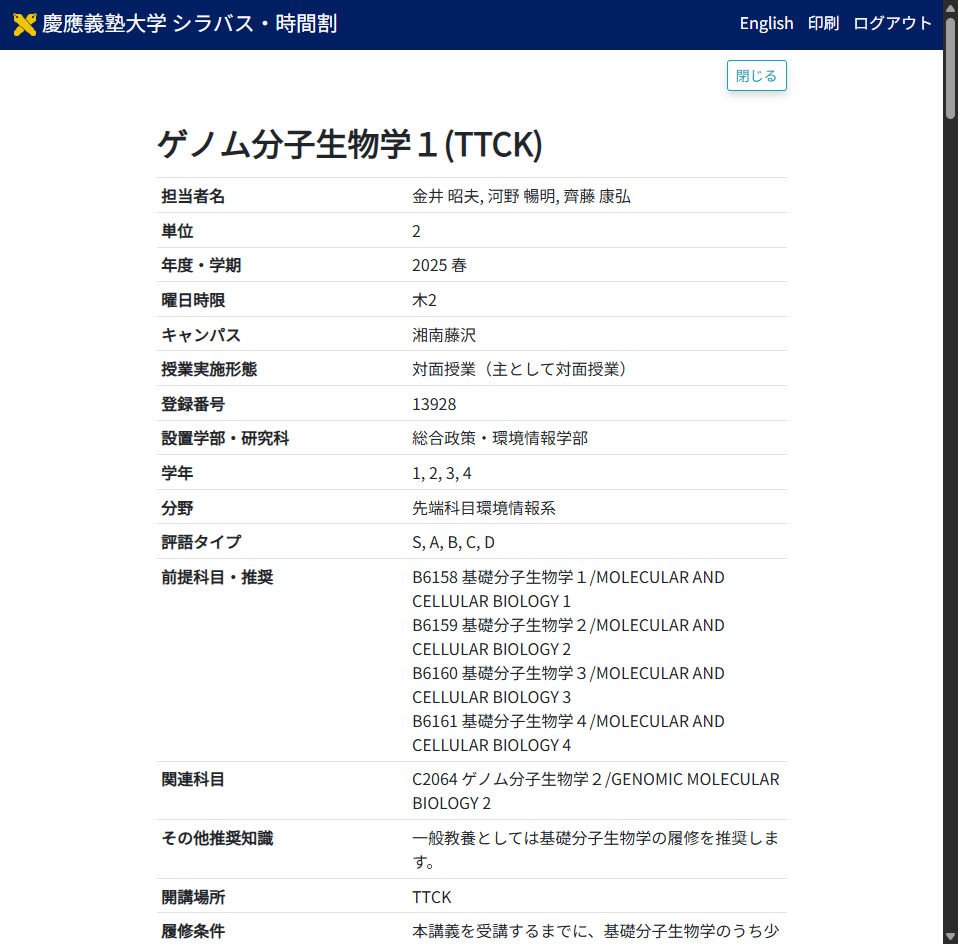 慶應義塾大学 シラバス・時間割
English 印刷 ログアウト
閉じる
ゲノム分子生物学１(TTCK)
担当者名 金井 昭夫, 河野 暢明, 齊藤 康弘
単位 2
年度・学期 2025 春
曜日時限 木2
キャンパス 湘南藤沢
授業実施形態 対面授業（主として対面授業）
登録番号 13928
設置学部・研究科 総合政策・環境情報学部
学年 1, 2, 3, 4
分野 先端科目環境情報系
評語タイプ S, A, B, C, D
前提科目・推奨 B6158 基礎分子生物学１/MOLECULAR AND
CELLULAR BIOLOGY 1
B6159 基礎分子生物学２/MOLECULAR AND
CELLULAR BIOLOGY 2
B6160 基礎分子生物学３/MOLECULAR AND
CELLULAR BIOLOGY 3
B6161 基礎分子生物学４/MOLECULAR AND
CELLULAR BIOLOGY 4
関連科目 C2064 ゲノム分子生物学２/GENOMIC MOLECULAR
BIOLOGY 2
その他推奨知識 一般教養としては基礎分子生物学の履修を推奨しま
す。
開講場所 TTCK
履修条件 本講義を受講するまでに、基礎分子生物学のうち少